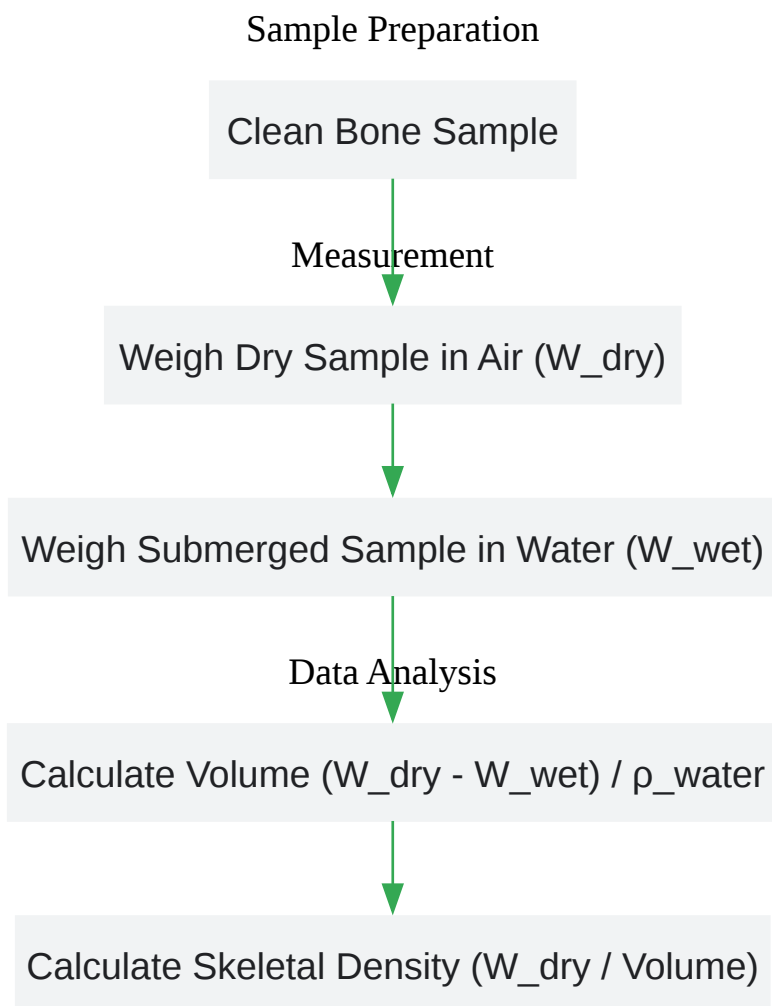 Sample Preparation
Clean Bone Sample
Measurement
Weigh Dry Sample in Air (W_dry)
Weigh Submerged Sample in Water (W_wet)
Data Analysis
Calculate Volume (W_dry - W_wet) / ρ_water
Calculate Skeletal Density (W_dry / Volume)